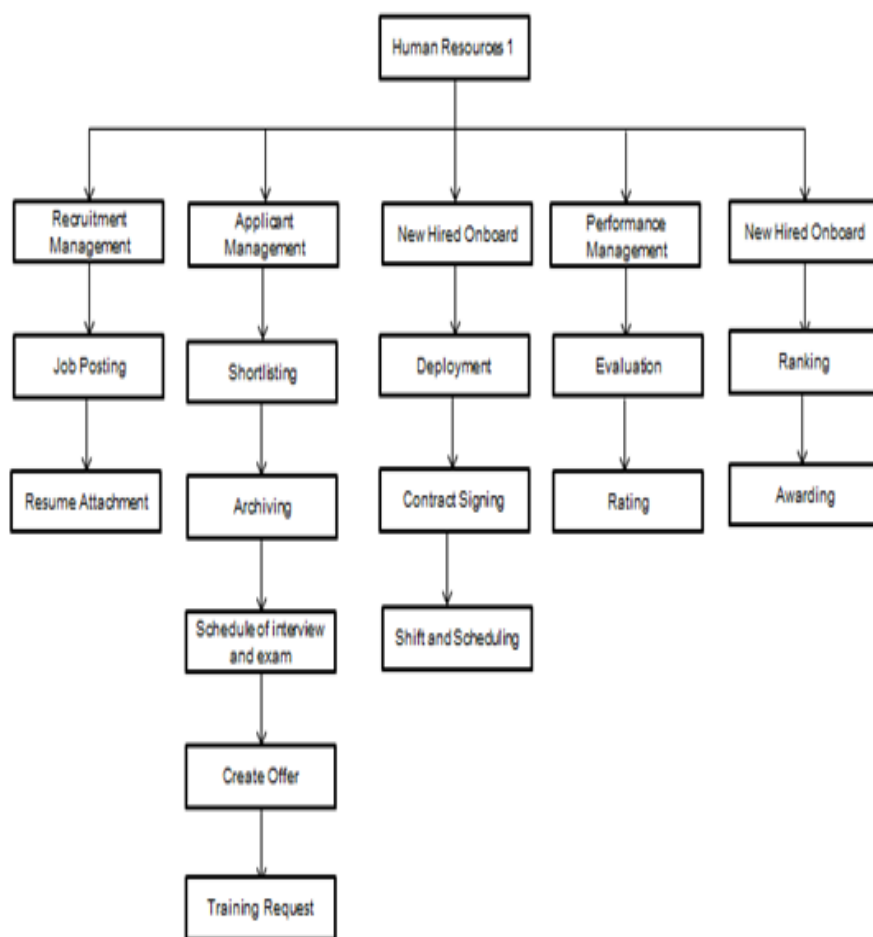 Human Resources 1
Recruitment
Management
Applicant
Management
New Hired Onboard
Performance
Management
New Hired Onboard
Job Posting
Shortlisting
Deployment
Evaluation
Ranking
Resume Attachment
Archiving
Contract Signing
Rating
Awarding
Schedule of interview
and exam
Shift and Scheduling
Create Offer
Training Request